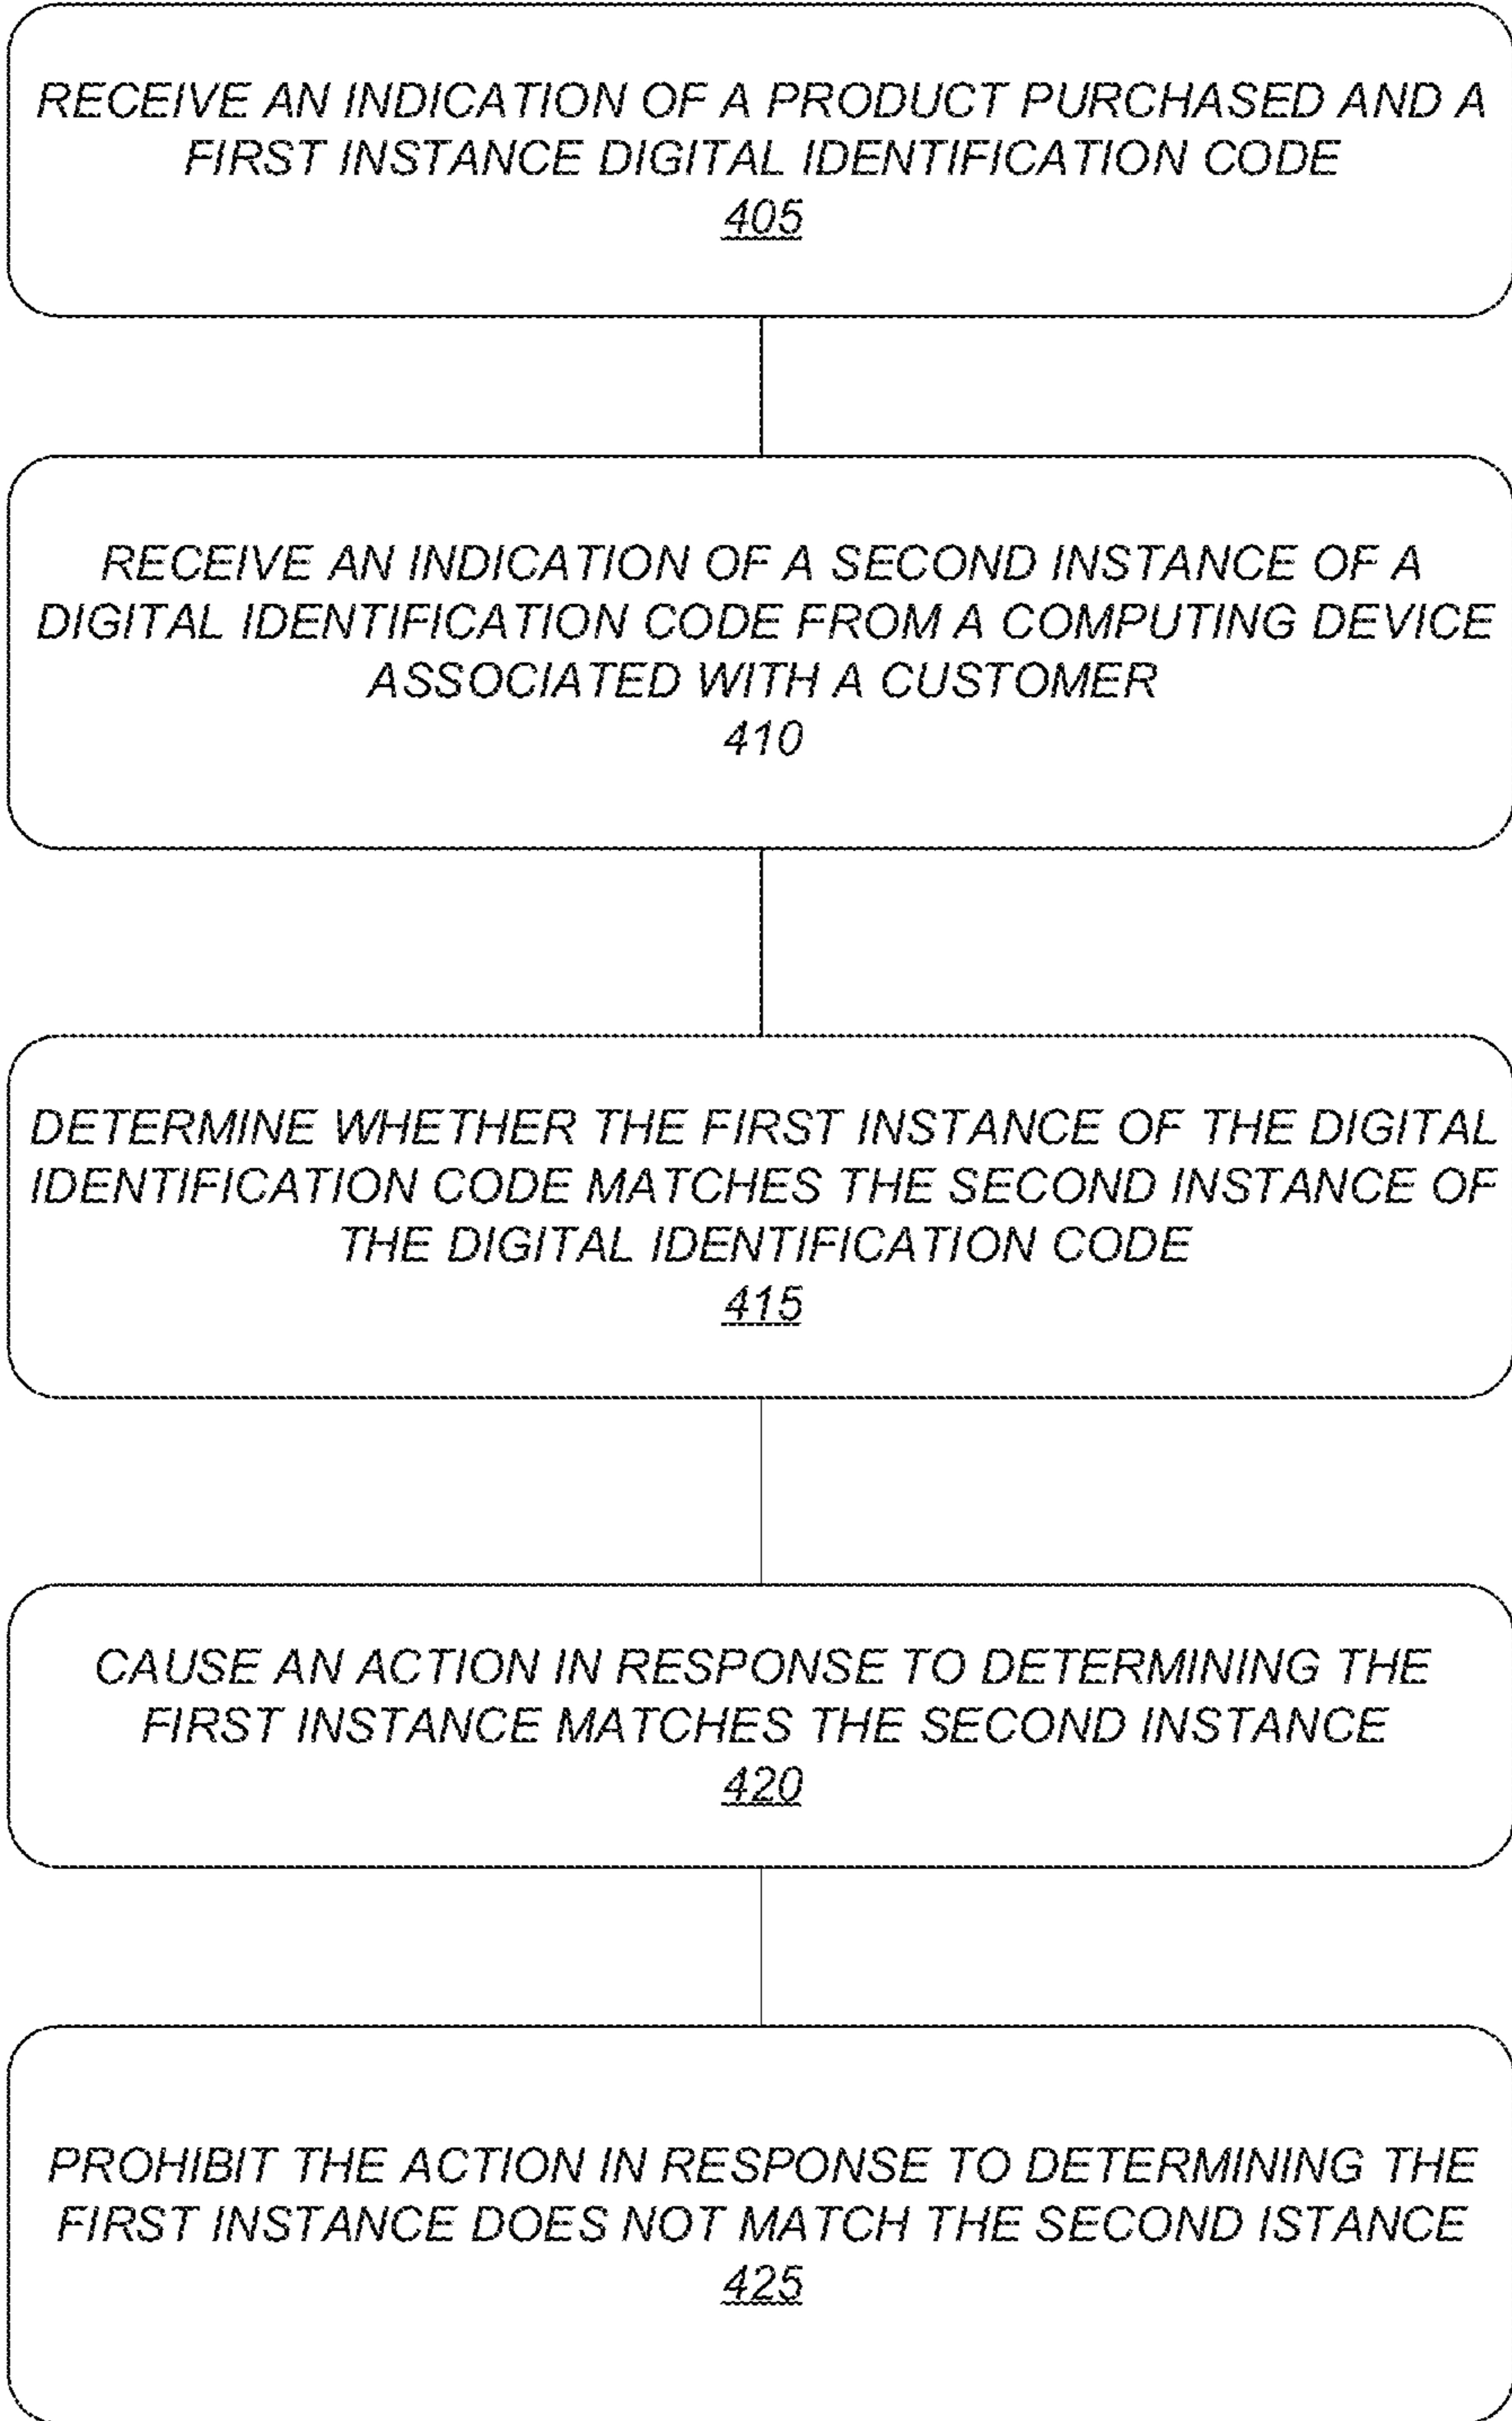 RECEIVE AN INDICATION OF A PRODUCT PURCHASED AND A
FIRST INSTANCE DIGITAL IDENTIFICATION CODE
405
RECEIVE AN INDICATION OF A SECOND INSTANCE OF A
DIGITAL IDENTIFICATION CODE FROM A COMPUTING DEVICE
ASSOCIATED WITH A CUSTOMER
410
DETERMINE WHETHER THE FIRST INSTANCE OF THE DIGITAL
IDENTIFICATION CODE MATCHES THE SECOND INSTANCE OF
THE DIGITAL IDENTIFICATION CODE
415
CAUSE AN ACTION IN RESPONSE TO DETERMINING THE
FIRST INSTANCE MATCHES THE SECOND INSTANCE
420
PROHIBIT THE ACTION IN RESPONSE TO DETERMINING THE
FIRST INSTANCE DOES NOT MATCH THE SECOND ISTANCE
425